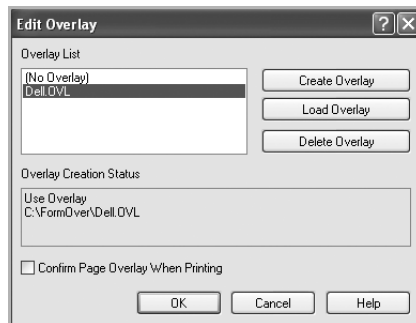 Edit Overlay
Overlay List
(No Overlay)
Dell.OVL
Create Overlay
Load Overlay
Delete Overlay
Overlay Creation Status
Use Overlay
C:\FormOver\Dell.OVL
Confirm Page Overlay When Printing
OK Cancel Help